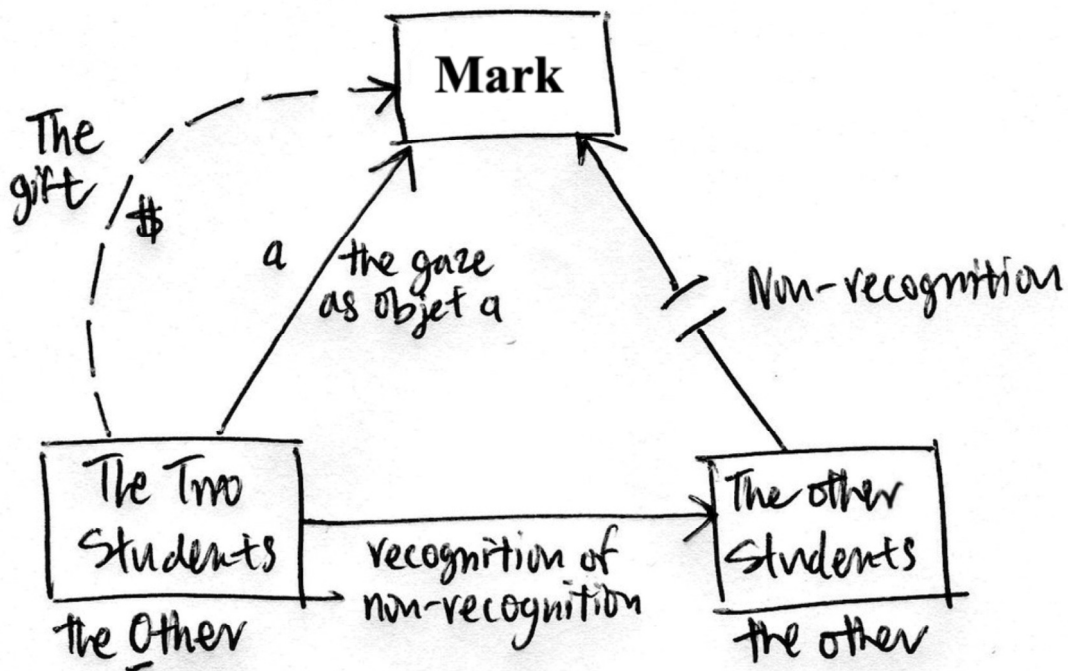 Mark
The
gift
$
a
the gaze
as objet a
Non-recognition
The Two
Students
the Other
recognition of
non-recognition
The other
Students
the other